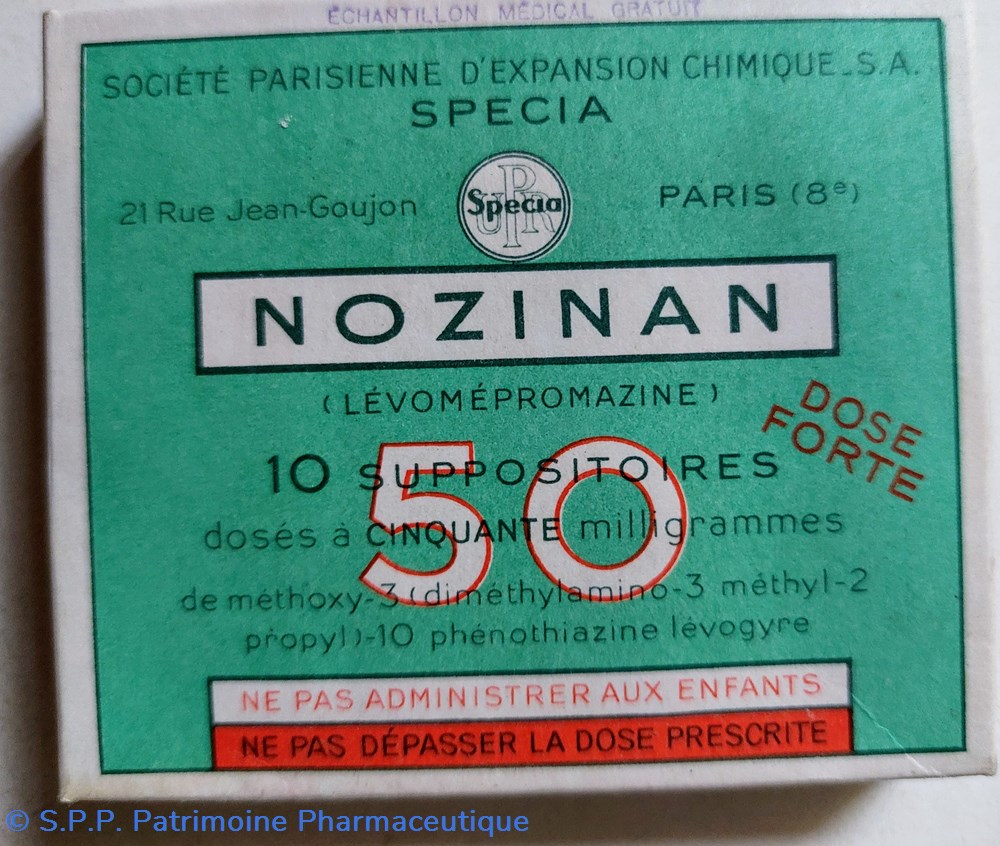 ÉCHANTILLON MÉDICAL GRATUIT
SOCIÉTÉ PARISIENNE D'EXPANSION CHIMIQUE_S.A.
SPECIA
21 Rue Jean-Goujon
Specia
PARIS (8e)
NOZINAN
(LÉVOMÉPROMAZINE)
DOSE
FORTE
50
10 SUPPOSITOIRES
dosés à CINQUANTE milligrammes
de méthoxy-3 (diméthylamino-3 méthyl-2
propyl)-10 phénothiazine lévogyre
NE PAS ADMINISTRER AUX ENFANTS
NE PAS DÉPASSER LA DOSE PRESCRITE
© S.P.P. Patrimoine Pharmaceutique